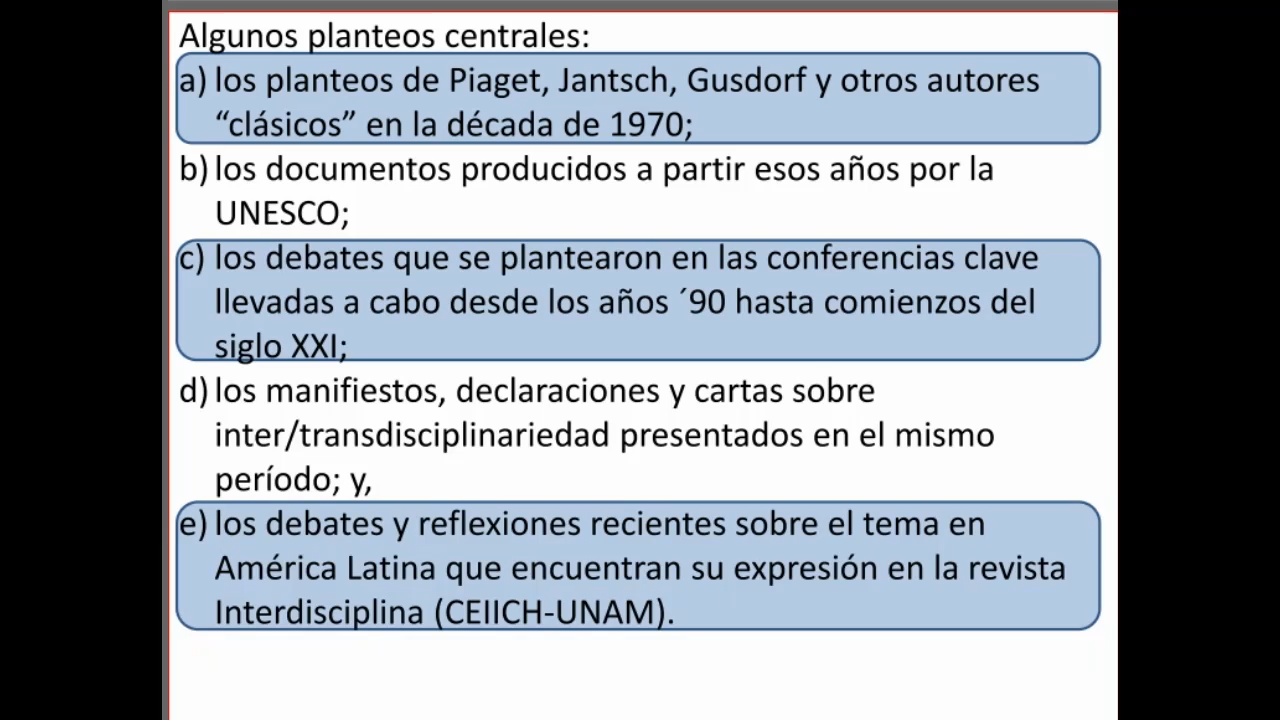 Algunos planteos centrales:
a) los planteos de Piaget, Jantsch, Gusdorf y otros autores
“clásicos” en la década de 1970;
b) los documentos producidos a partir esos años por la
UNESCO;
c) los debates que se plantearon en las conferencias clave
llevadas a cabo desde los años ´90 hasta comienzos del
siglo XXI;
d) los manifiestos, declaraciones y cartas sobre
inter/transdisciplinariedad presentados en el mismo
período; y,
e) los debates y reflexiones recientes sobre el tema en
América Latina que encuentran su expresión en la revista
Interdisciplina (CEIICH-UNAM).